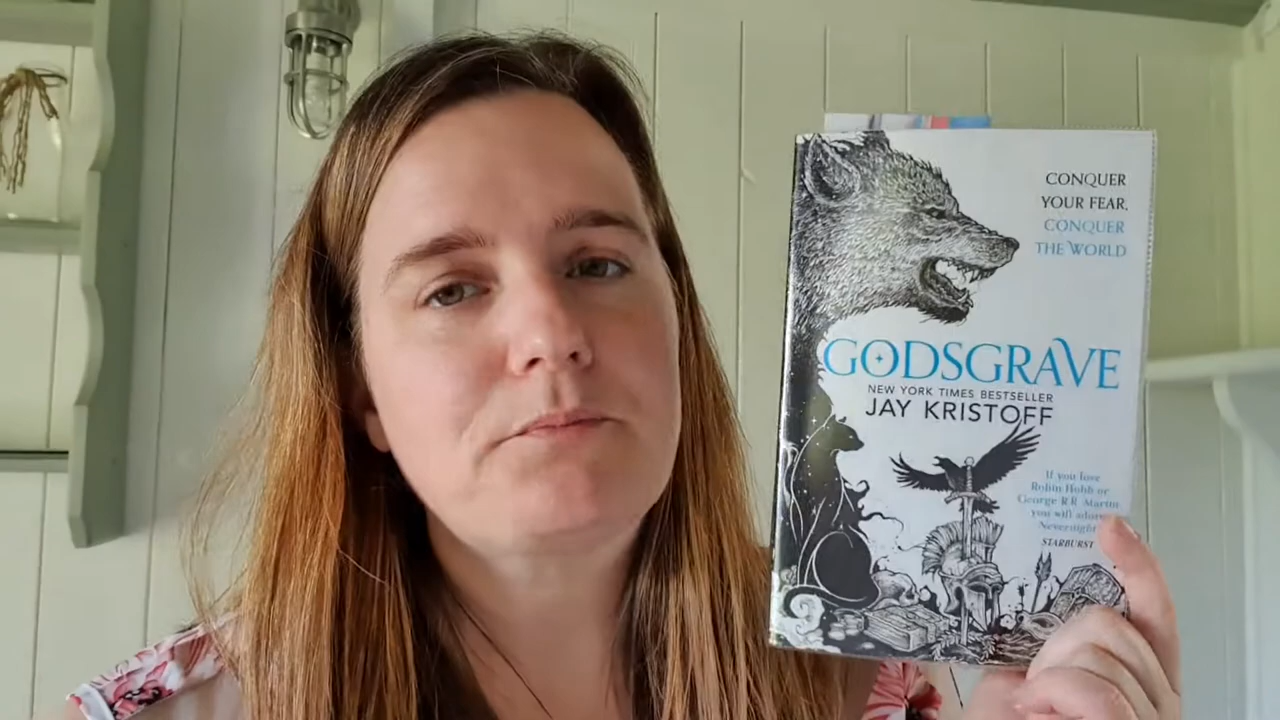 CONQUER
YOUR FEAR,
CONQUER
THE WORLD
GODSGRAVE
NEW YORK TIMES BESTSELLER
JAY KRISTOFF
If you love
Robin Hobb or
George R.R. Martin
you will adore
Nevernight
STARBURST